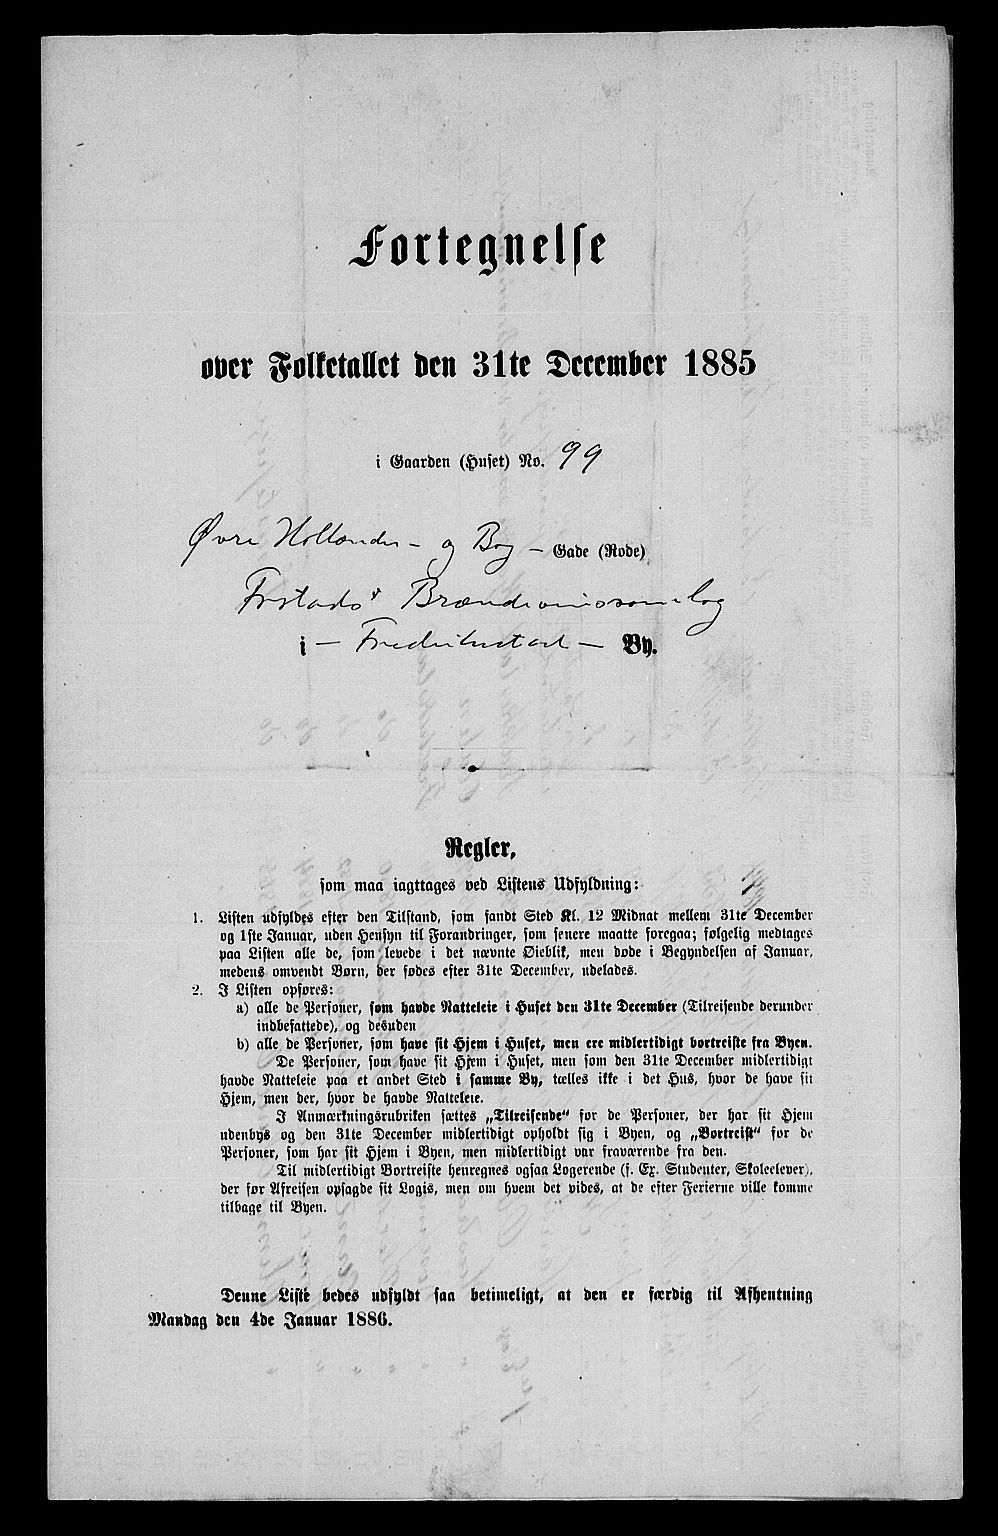 Fortegnelse
over Folketallet den 31te December 1885
i Gaarden (Huset) No. 99
Øvre Hollænder - og Bog - Gade (Rode)
Frstads Brændevinssamlag
i - Fredrikstad - By.
Regler,
som maa iagttages ved Listens Udfyldning:
1. Listen udfyldes efter den Tilstand, som fandt Sted Kl. 12 Midnat mellem 31te December
og 1ste Januar, uden Hensyn til Forandringer, som senere maatte foregaa; følgelig medtages
paa Listen alle de, som levede i det nævnte Øieblik, men døde i Begyndelsen af Januar,
medens omvendt Børn, der fødes efter 31te December, udelades.
2. I Listen opføres:
a) alle de Personer, som havde Natteleie i Huset den 31te December (Tilreisende derunder
indbefattede), og desuden
b) alle de Personer, som have sit Hjem i Huset, men ere midlertidigt bortreiste fra Byen.
De Personer, som have sit Hjem i Huset, men som den 31te December midlertidigt
havde Natteleie paa et andet Sted i samme By, tælles ikke i det Hus, hvor de have sit
Hjem, men der, hvor de havde Natteleie.
I Anmærkningsrubriken sættes „Tilreisende“ for de Personer, der har sit Hjem
udenbys og den 31te December midlertidigt opholdt sig i Byen, og „Bortreist“ for de
Personer, som har sit Hjem i Byen, men midlertidigt var fraværende fra den.
Til midlertidigt Bortreiste henregnes ogsaa Logerende (f. Ex. Studenter, Skoleelever),
der før Afreisen opsagde sit Logis, men om hvem det vides, at de efter Ferierne ville komme
tilbage til Byen.
Denne Liste bedes udfyldt saa betimeligt, at den er færdig til Afhentning
Mandag den 4de Januar 1886.